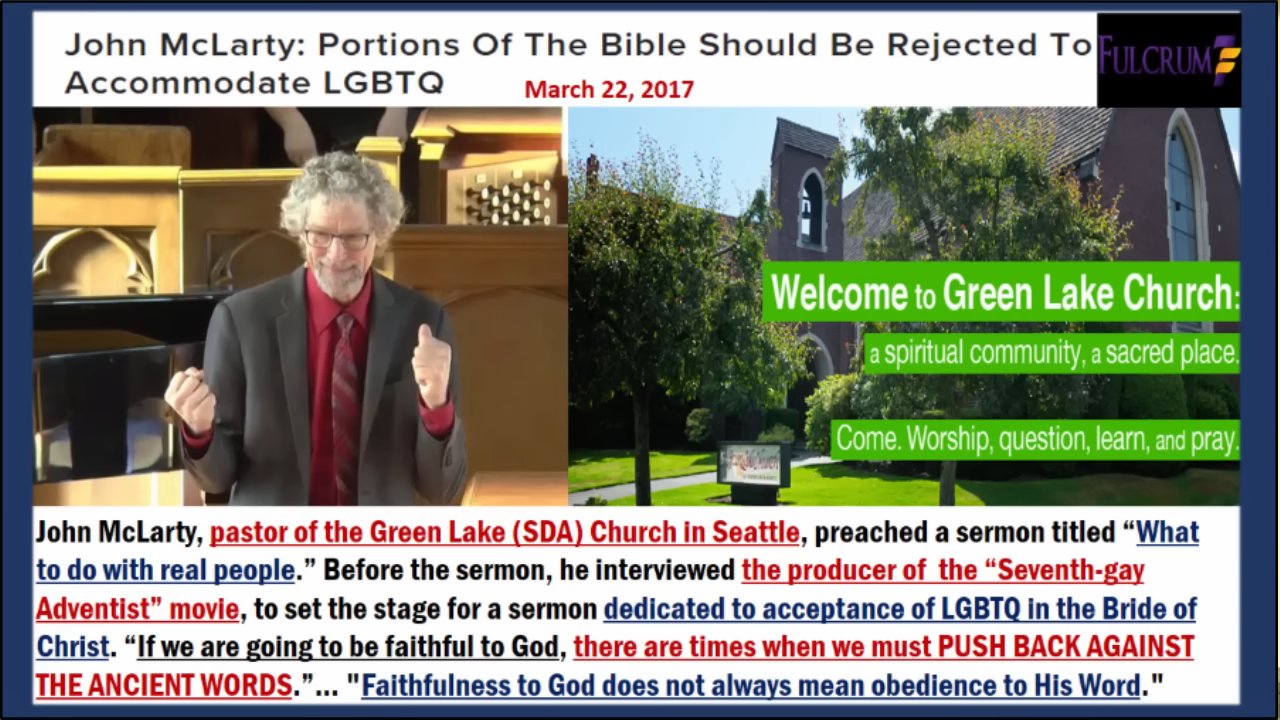 John McLarty: Portions Of The Bible Should Be Rejected To
Accommodate LGBTQ
March 22, 2017
FULCRUM7
Welcome to Green Lake Church:
a spiritual community, a sacred place.
Come. Worship, question, learn, and pray.
John McLarty, pastor of the Green Lake (SDA) Church in Seattle, preached a sermon titled “What
to do with real people.” Before the sermon, he interviewed the producer of the “Seventh-gay
Adventist” movie, to set the stage for a sermon dedicated to acceptance of LGBTQ in the Bride of
Christ. “If we are going to be faithful to God, there are times when we must PUSH BACK AGAINST
THE ANCIENT WORDS.”... "Faithfulness to God does not always mean obedience to His Word."